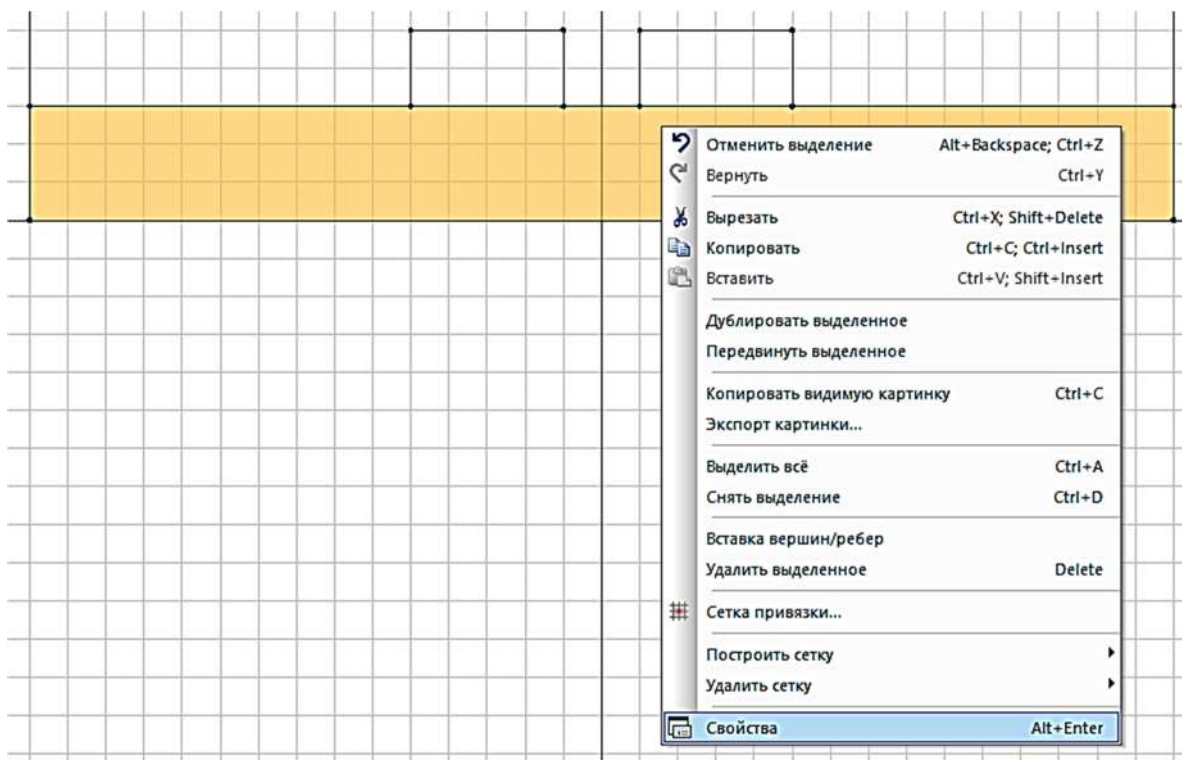 Отменить выделение Alt+Backspace; Ctrl+Z
Вернуть Ctrl+Y
Вырезать Ctrl+X; Shift+Delete
Копировать Ctrl+C; Ctrl+Insert
Вставить Ctrl+V; Shift+Insert
Дублировать выделенное
Передвинуть выделенное
Копировать видимую картинку Ctrl+C
Экспорт картинки...
Выделить всё Ctrl+A
Снять выделение Ctrl+D
Вставка вершин/ребер
Удалить выделенное Delete
Сетка привязки...
Построить сетку
Удалить сетку
Свойства Alt+Enter